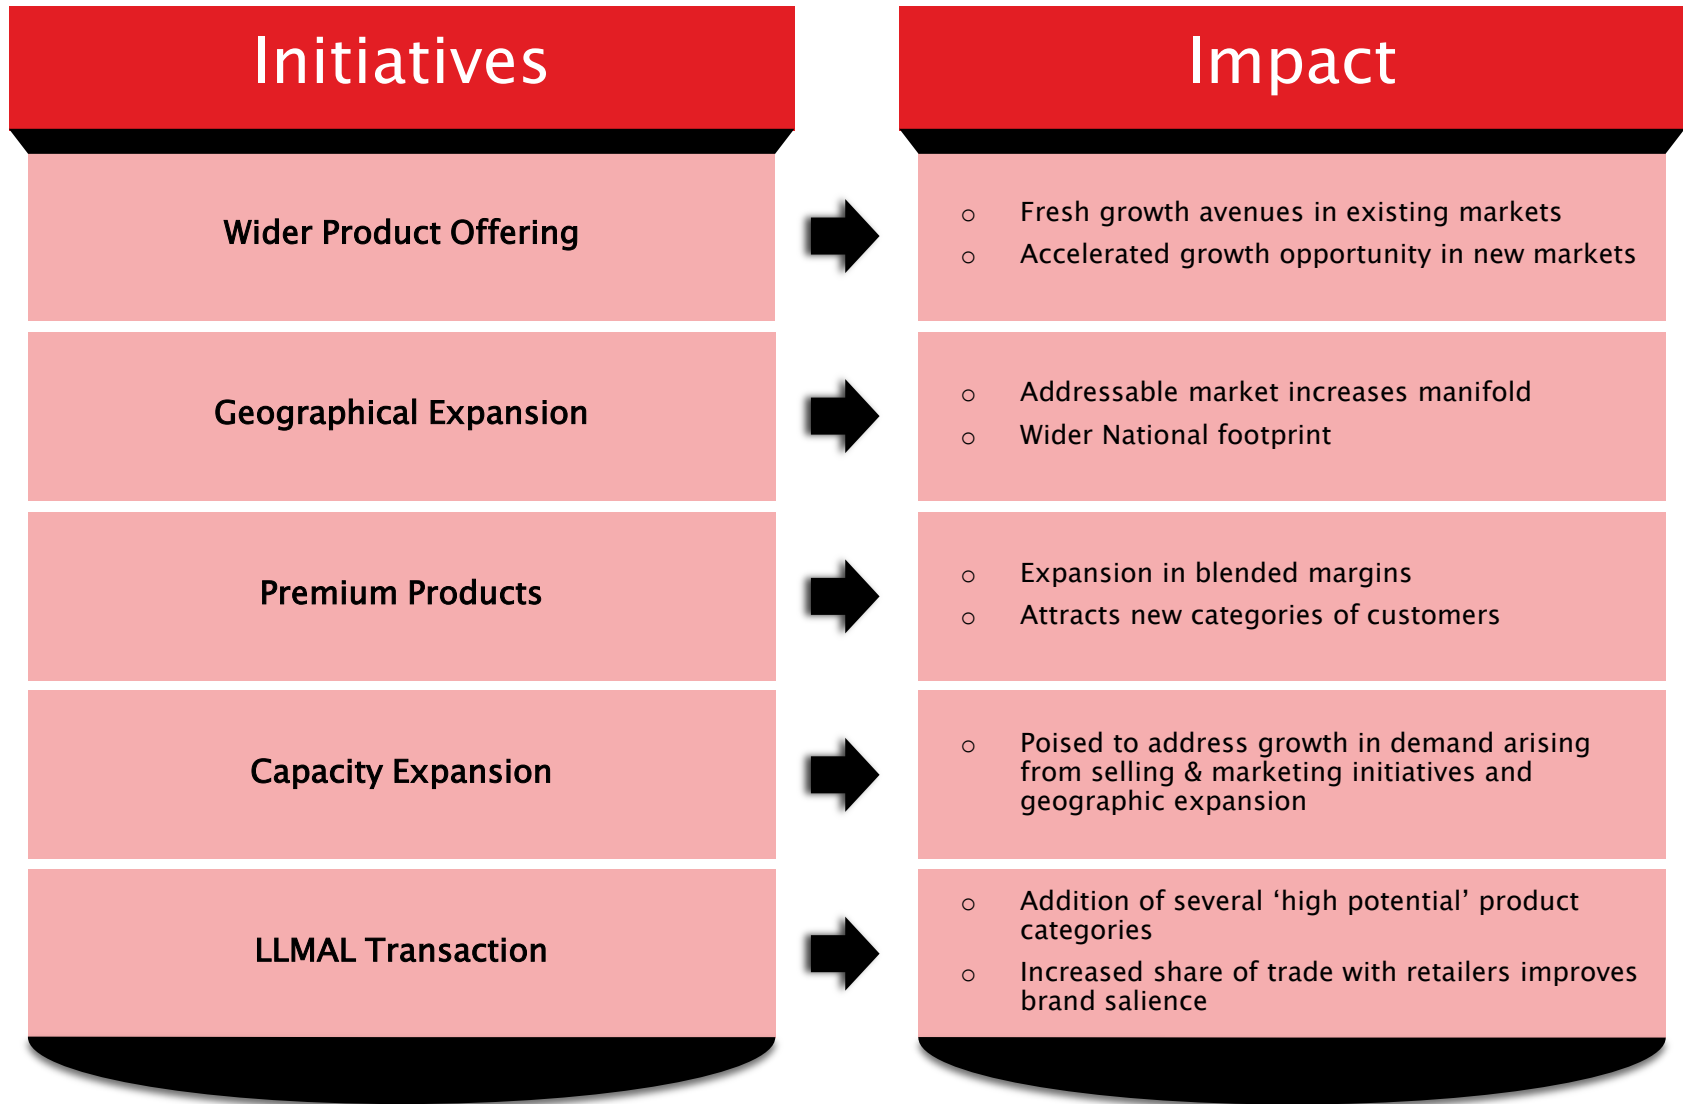 Initiatives
Impact
Wider Product Offering
o Fresh growth avenues in existing markets
o Accelerated growth opportunity in new markets
Geographical Expansion
o Addressable market increases manifold
o Wider National footprint
Premium Products
o Expansion in blended margins
o Attracts new categories of customers
Capacity Expansion
o Poised to address growth in demand arising
from selling & marketing initiatives and
geographic expansion
LLMAL Transaction
o Addition of several ‘high potential’ product
categories
o Increased share of trade with retailers improves
brand salience